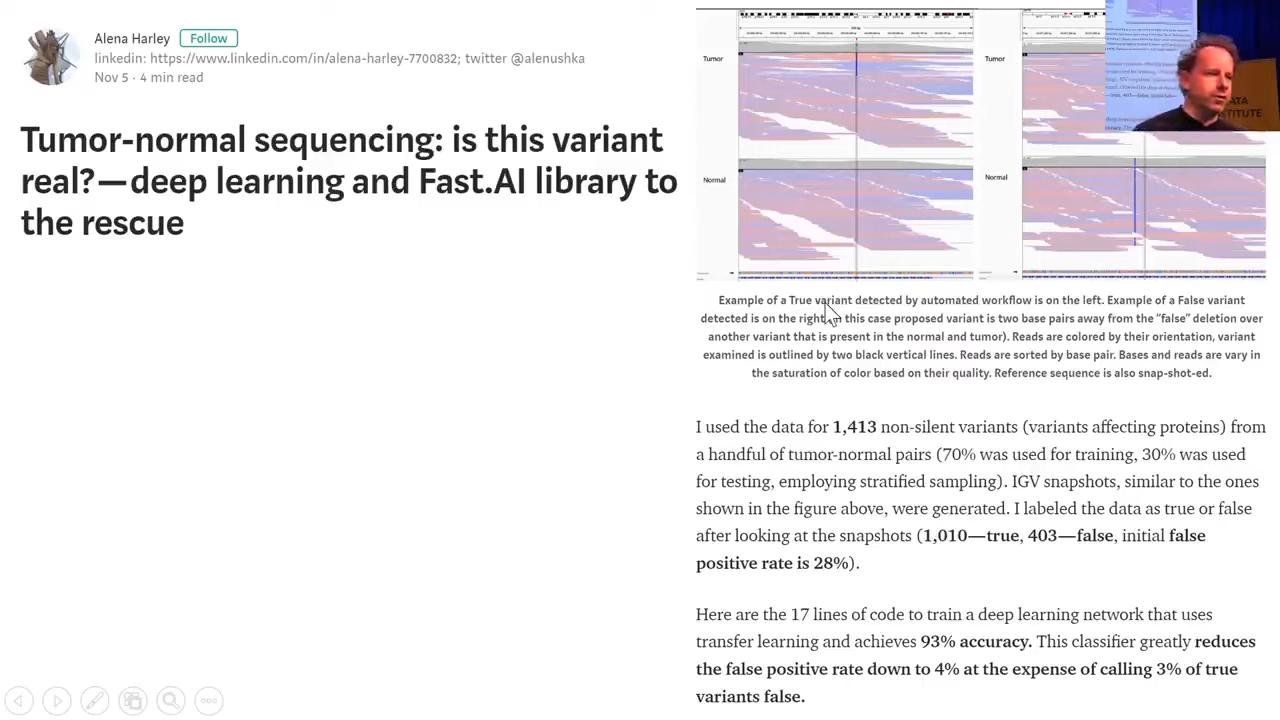 Alena Harley Follow
linkedin: https://www.linkedin.com/in/alena-harley-7700832; twitter @alenushka
Nov 5 · 4 min read
Tumor-normal sequencing: is this variant
real?—deep learning and Fast.AI library to
the rescue
Tumor
Tumor
Normal
Normal
Example of a True variant detected by automated workflow is on the left. Example of a False variant
detected is on the right this case proposed variant is two base pairs away from the “false” deletion over
another variant that is present in the normal and tumor). Reads are colored by their orientation, variant
examined is outlined by two black vertical lines. Reads are sorted by base pair. Bases and reads are vary in
the saturation of color based on their quality. Reference sequence is also snap-shot-ed.
I used the data for 1,413 non-silent variants (variants affecting proteins) from
a handful of tumor-normal pairs (70% was used for training, 30% was used
for testing, employing stratified sampling). IGV snapshots, similar to the ones
shown in the figure above, were generated. I labeled the data as true or false
after looking at the snapshots (1,010—true, 403—false, initial false
positive rate is 28%).
Here are the 17 lines of code to train a deep learning network that uses
transfer learning and achieves 93% accuracy. This classifier greatly reduces
the false positive rate down to 4% at the expense of calling 3% of true
variants false.